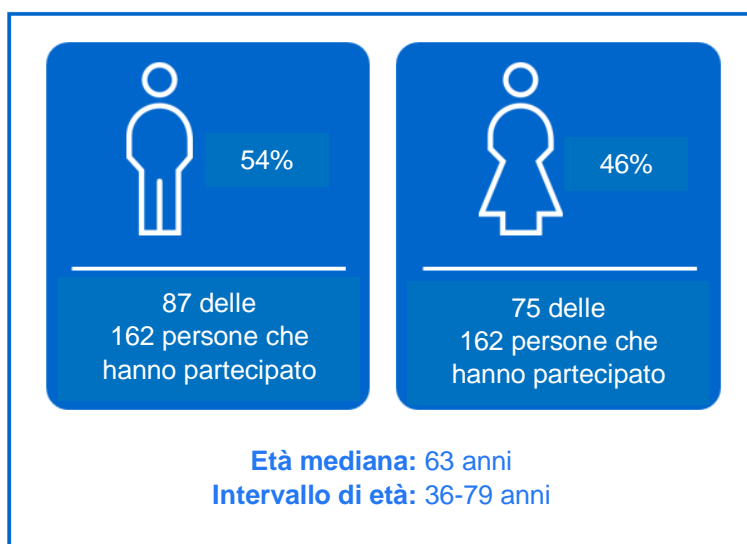 54%
87 delle
162 persone che
hanno partecipato
46%
75 delle
162 persone che
hanno partecipato
Età mediana: 63 anni
Intervallo di età: 36-79 anni